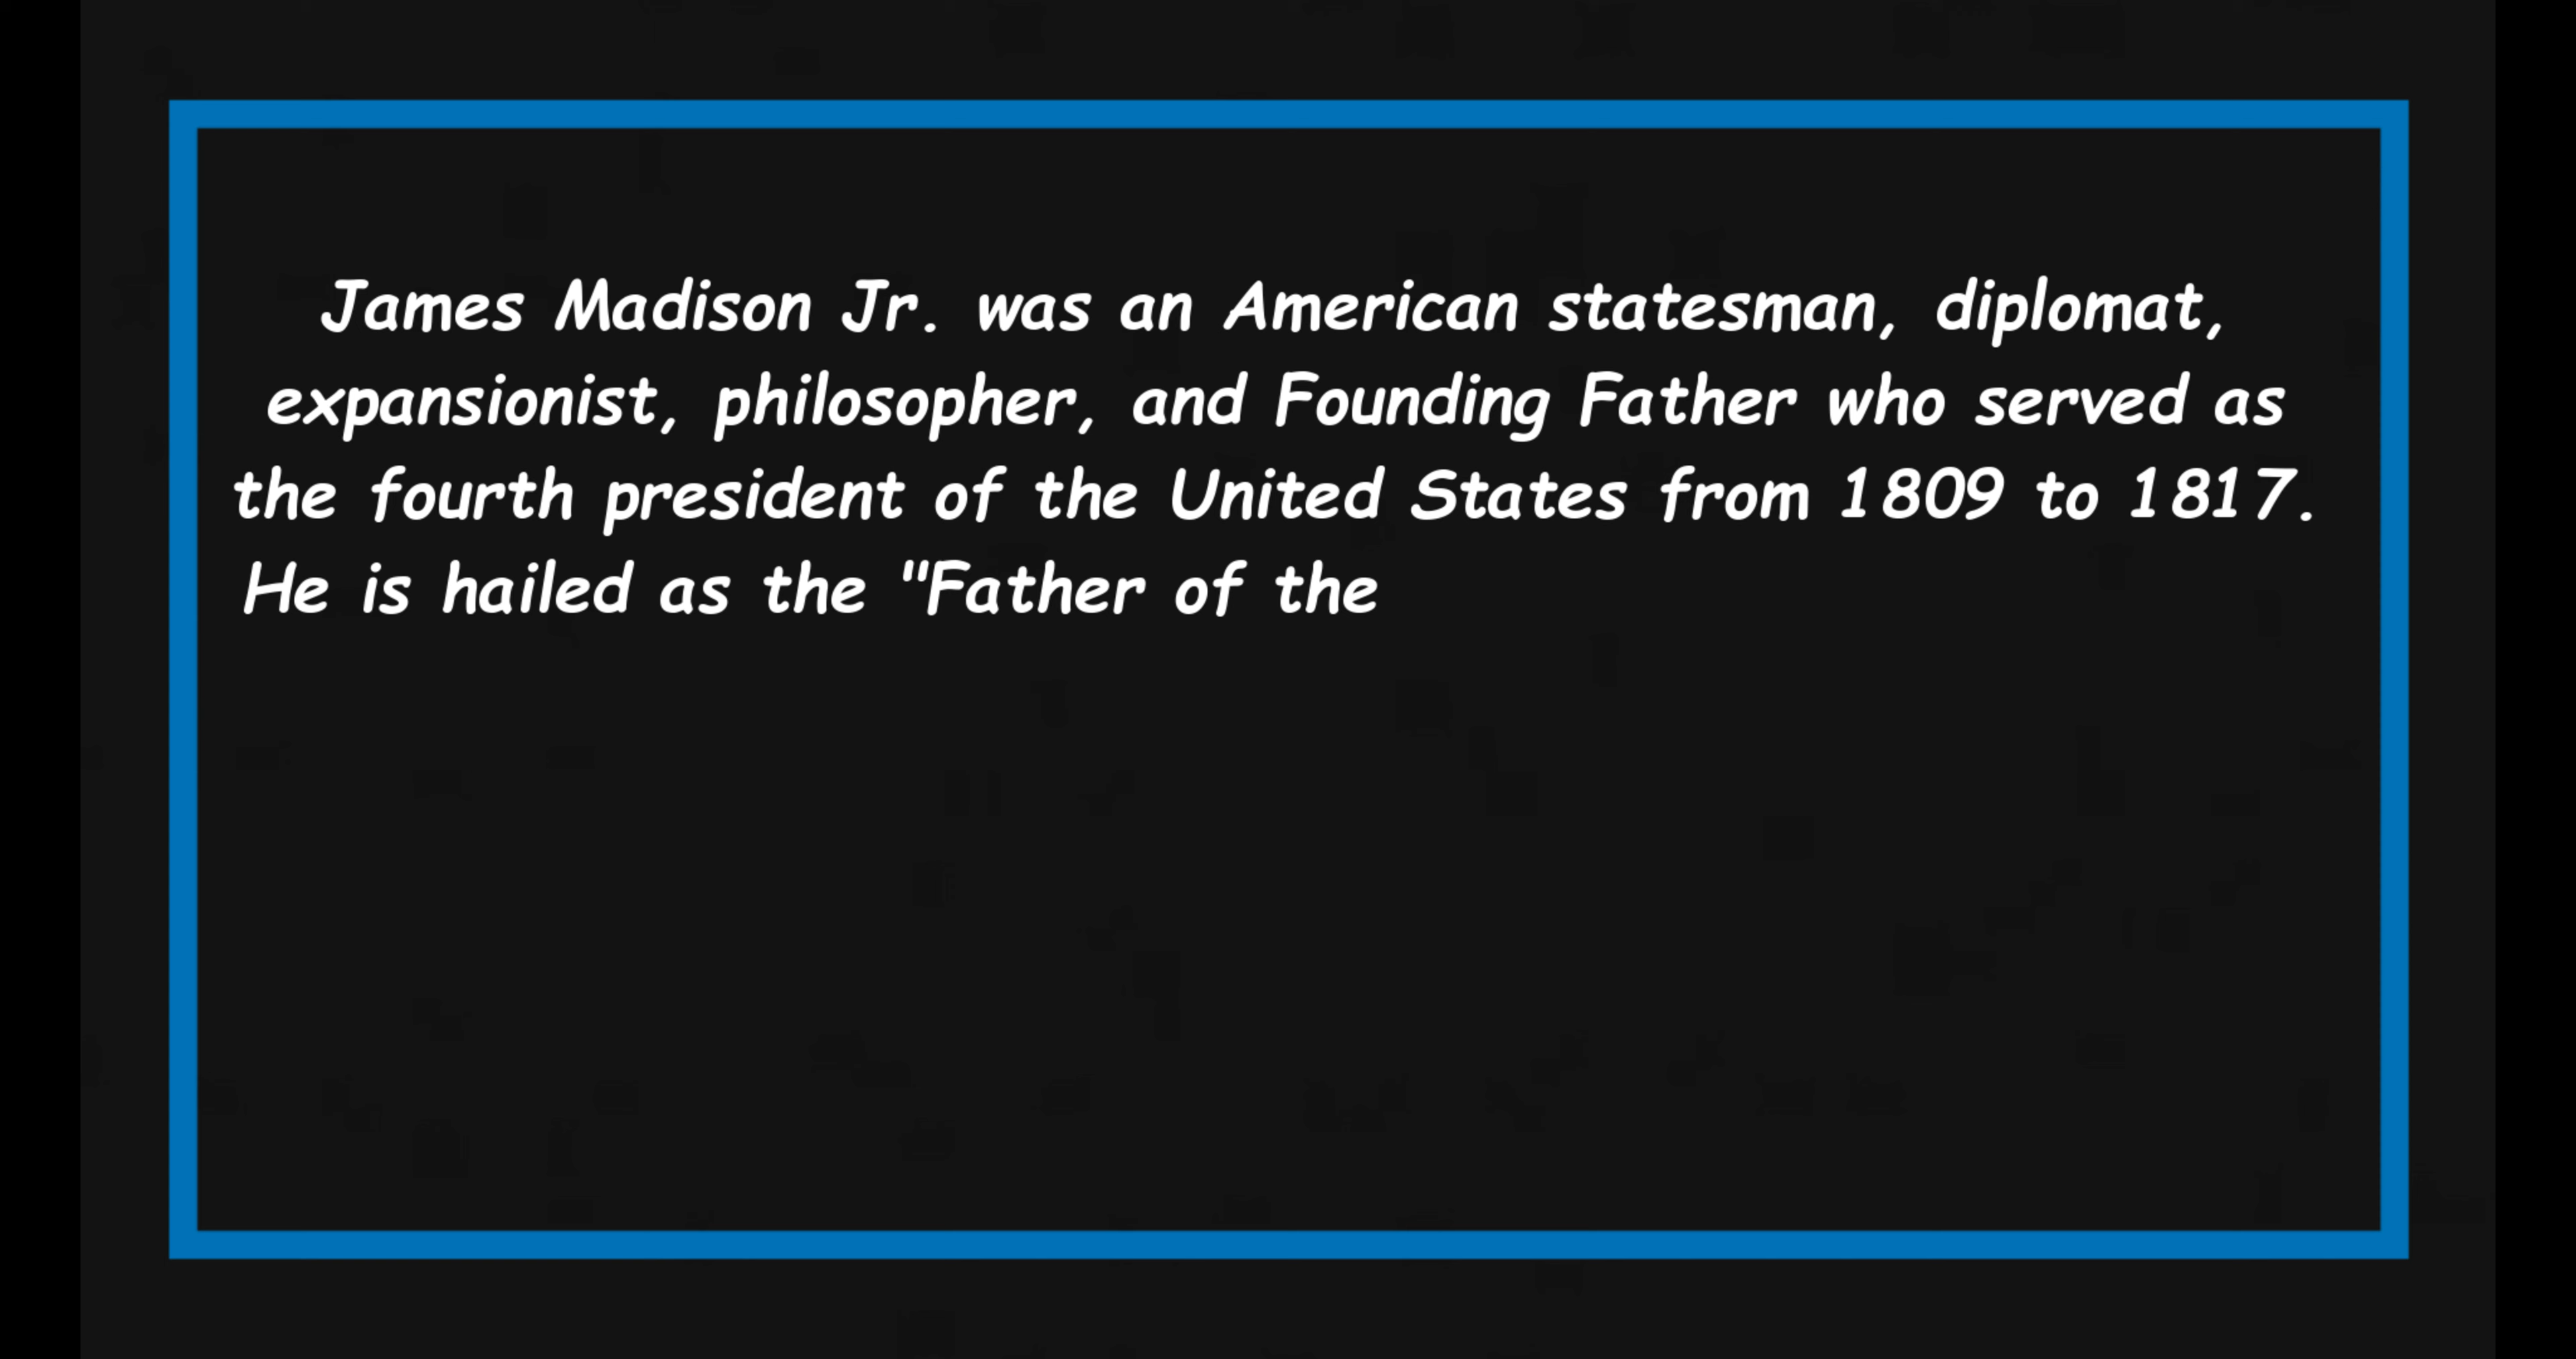 James Madison Jr. was an American statesman, diplomat,
expansionist, philosopher, and Founding Father who served as
the fourth president of the United States from 1809 to 1817.
He is hailed as the "Father of the